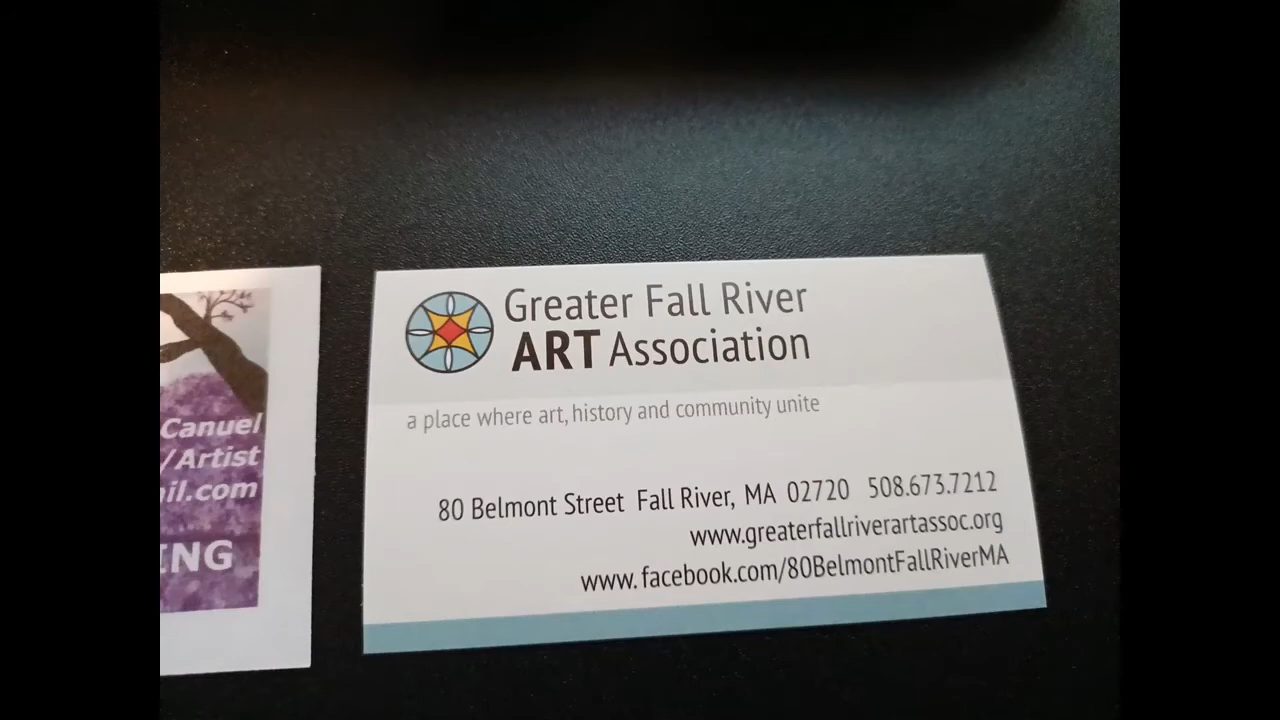 Canuel
/Artist
il.com
ING
Greater Fall River
ART Association
a place where art, history and community unite
80 Belmont Street Fall River, MA 02720 508.673.7212
www.greaterfallriverartassoc.org
www.facebook.com/80BelmontFallRiverMA